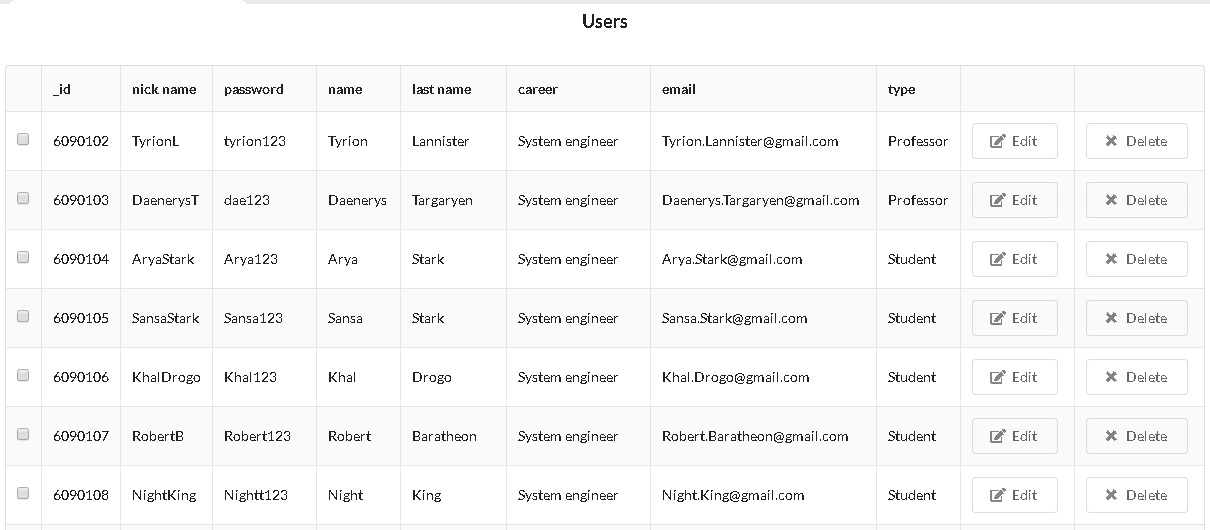 Users
_id nick name password name last name career email type
6090102 TyrionL tyrion123 Tyrion Lannister System engineer Tyrion.Lannister@gmail.com Professor Edit Delete
6090103 DaenerysT dae123 Daenerys Targaryen System engineer Daenerys.Targaryen@gmail.com Professor Edit Delete
6090104 AryaStark Arya123 Arya Stark System engineer Arya.Stark@gmail.com Student Edit Delete
6090105 SansaStark Sansa123 Sansa Stark System engineer Sansa.Stark@gmail.com Student Edit Delete
6090106 KhalDrogo Khal123 Khal Drogo System engineer Khal.Drogo@gmail.com Student Edit Delete
6090107 RobertB Robert123 Robert Baratheon System engineer Robert.Baratheon@gmail.com Student Edit Delete
6090108 NightKing Nightt123 Night King System engineer Night.King@gmail.com Student Edit Delete